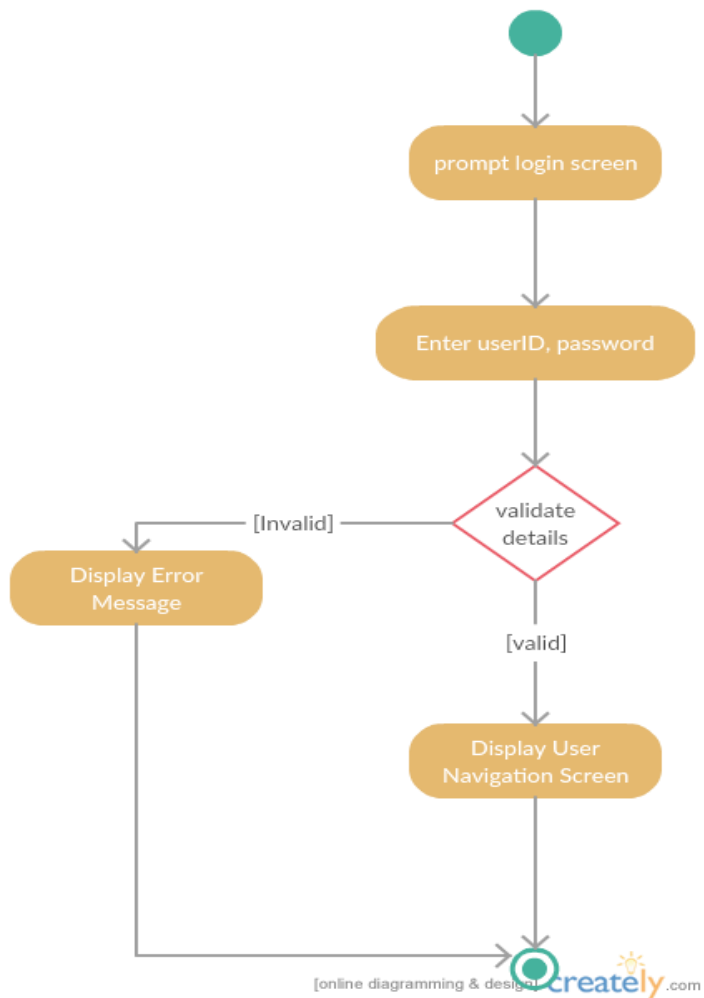 prompt login screen
Enter userID, password
validate
details
[Invalid]
Display Error
Message
[valid]
Display User
Navigation Screen
[online diagramming & design]
creately.com